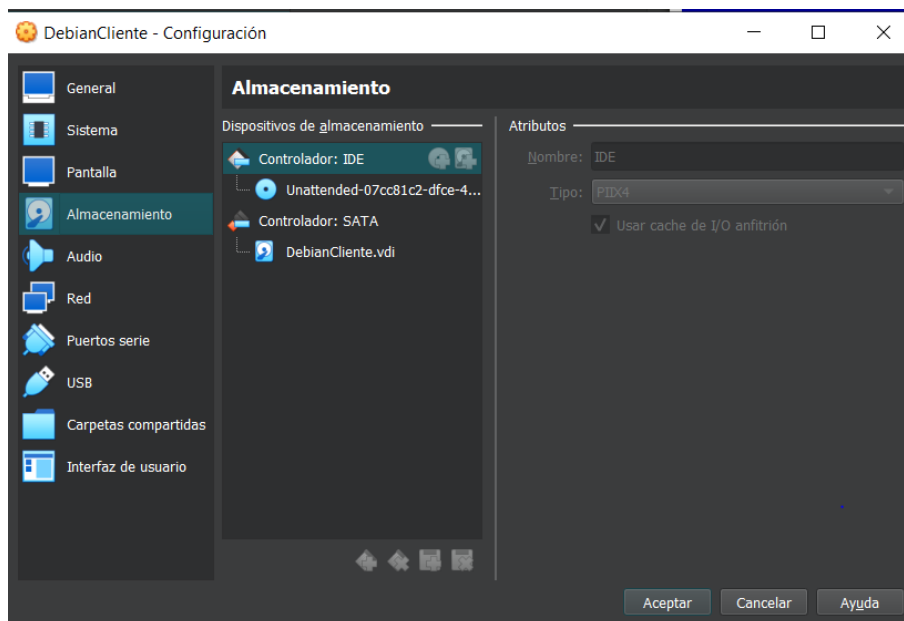 DebianCliente - Configuración
General
Sistema
Pantalla
Almacenamiento
Audio
Red
Puertos serie
USB
Carpetas compartidas
Interfaz de usuario
Almacenamiento
Dispositivos de almacenamiento
Controlador: IDE
Unattended-07cc81c2-dfce-4...
Controlador: SATA
DebianCliente.vdi
Atributos
Nombre: IDE
Tipo: PIIX4
Usar cache de I/O anfitrión
Aceptar Cancelar Ayuda